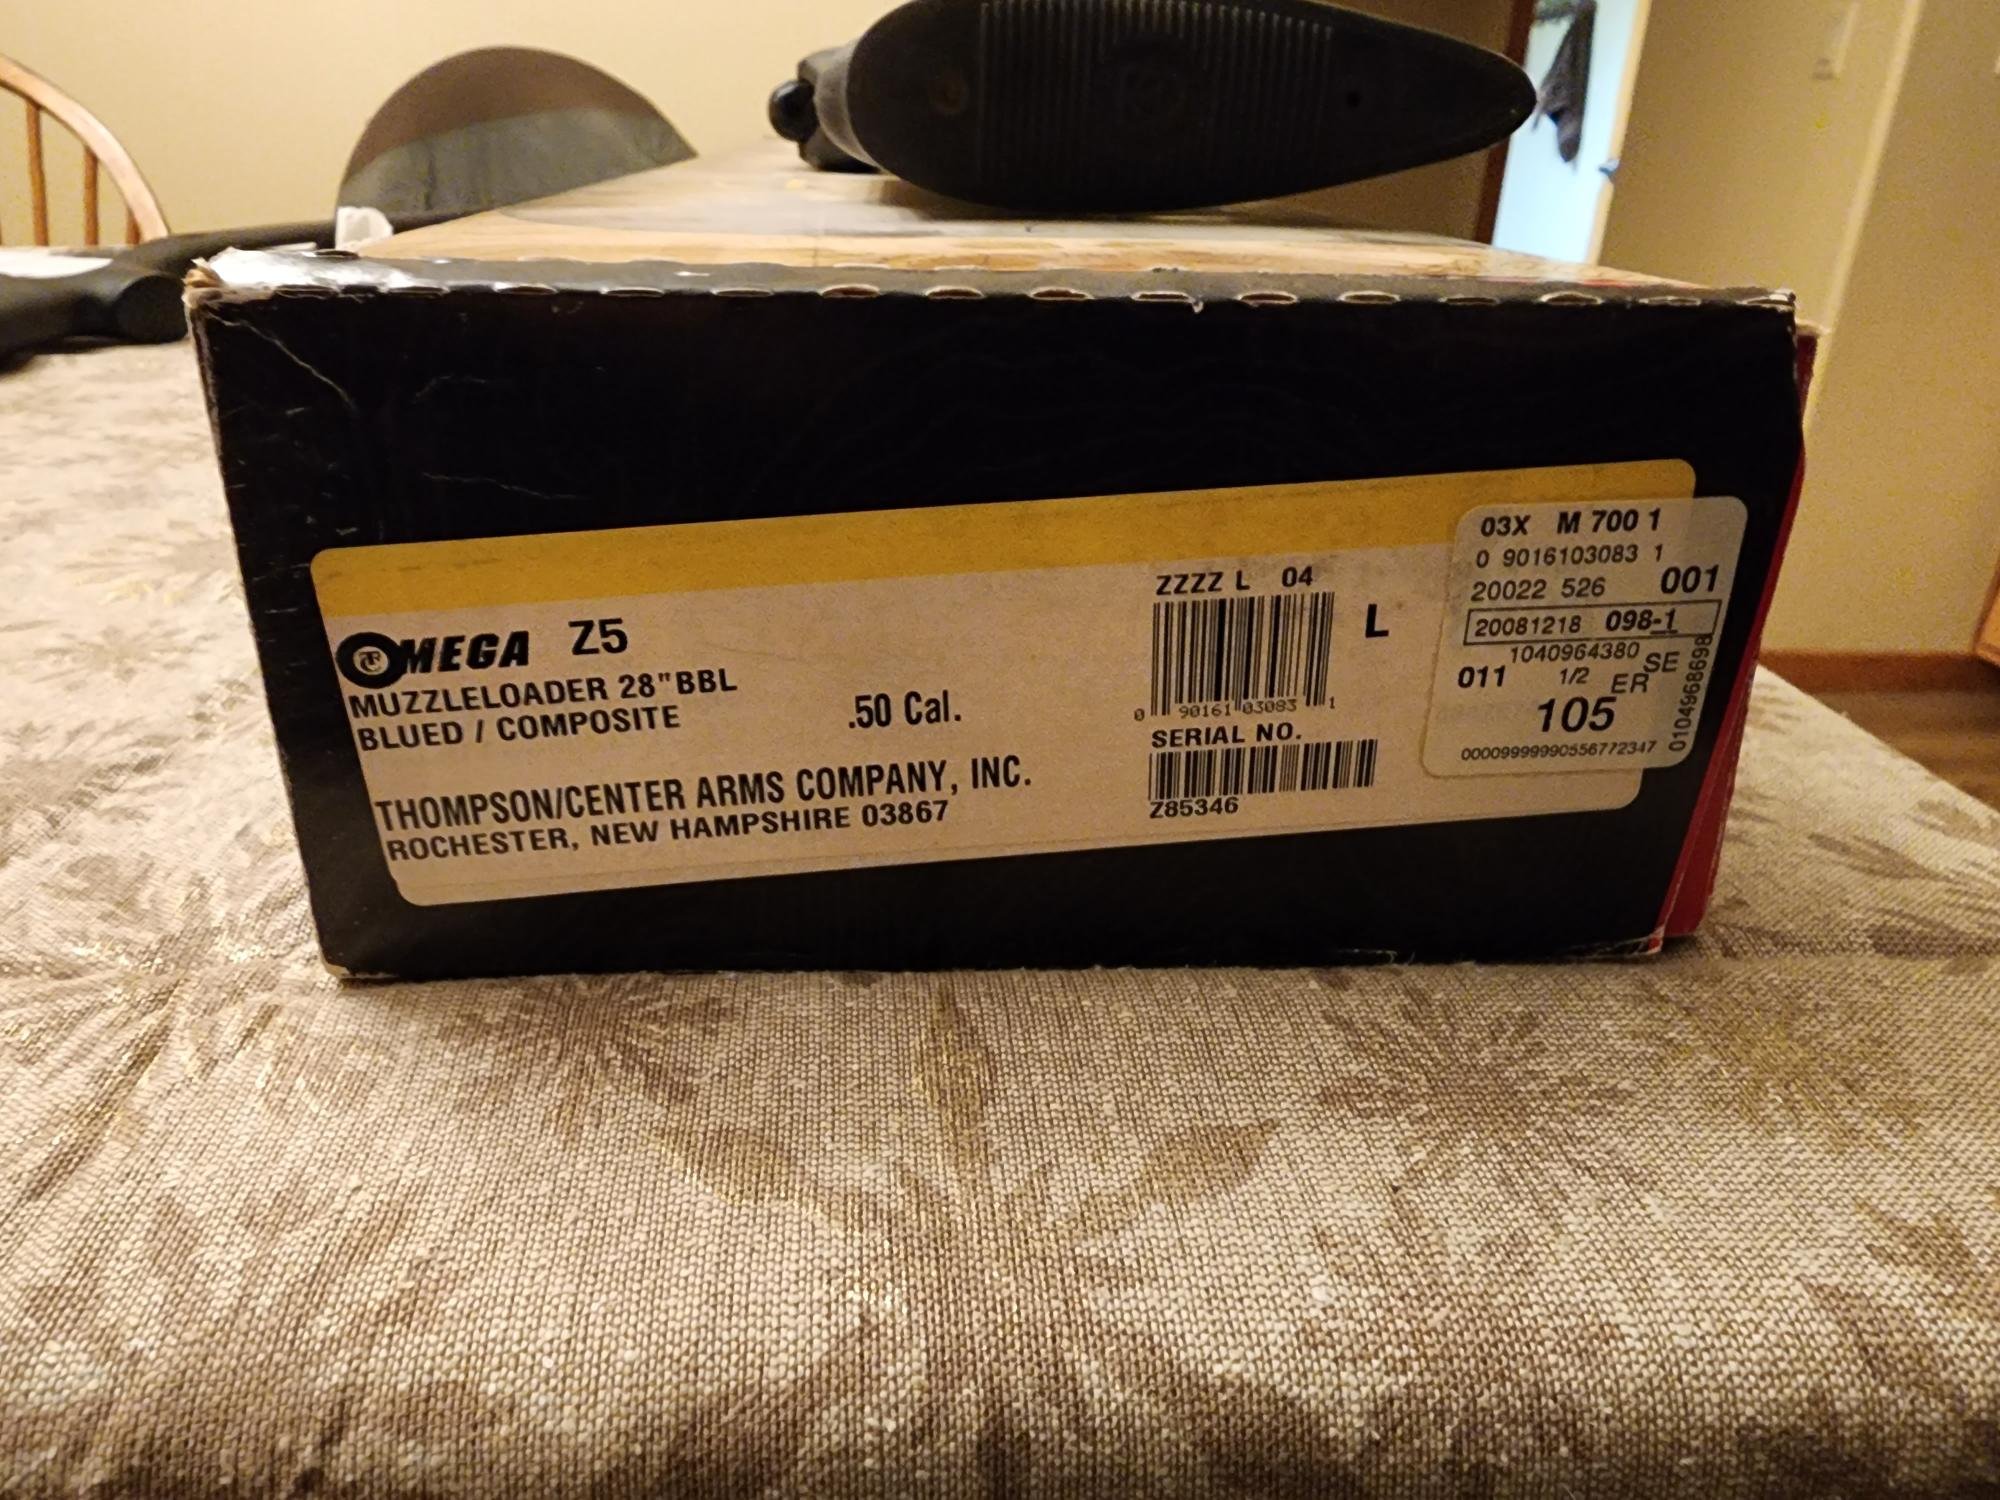 OMEGA Z5
MUZZLELOADER 28"BBL
BLUED / COMPOSITE
.50 Cal.
THOMPSON/CENTER ARMS COMPANY, INC.
ROCHESTER, NEW HAMPSHIRE 03867
ZZZZ L 04
L
0 90161 03083 1
SERIAL NO.
Z85346
03X M 700 1
0 9016103083 1
20022 526 001
20081218 098-1
1040964380 SE
011 1/2 ER
105
00009999990556772347
0104968698